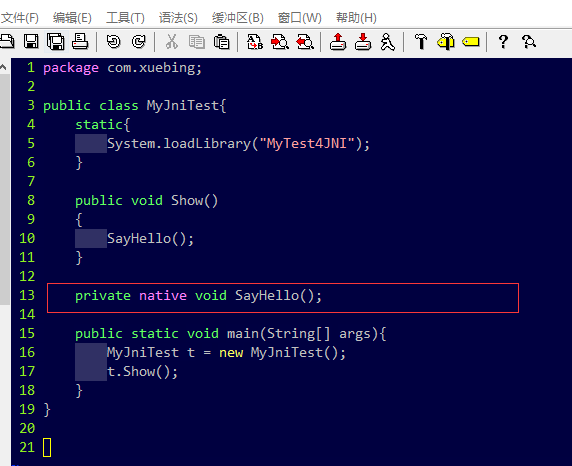 文件(F) 编辑(E) 工具(T) 语法(S) 缓冲区(B) 窗口(W) 帮助(H)
1 package com.xuebing;
2
3 public class MyJniTest{
4     static{
5         System.loadLibrary("MyTest4JNI");
6     }
7
8     public void Show()
9     {
10         SayHello();
11     }
12
13     private native void SayHello();
14
15     public static void main(String[] args){
16         MyJniTest t = new MyJniTest();
17         t.Show();
18     }
19 }
20
21